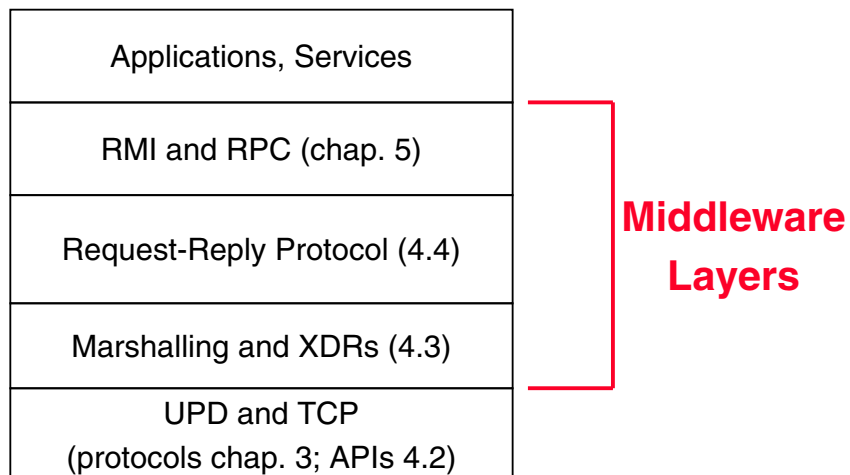 Applications, Services
RMI and RPC (chap. 5)
Request-Reply Protocol (4.4)
Marshalling and XDRs (4.3)
UPD and TCP
(protocols chap. 3; APIs 4.2)
Middleware
Layers